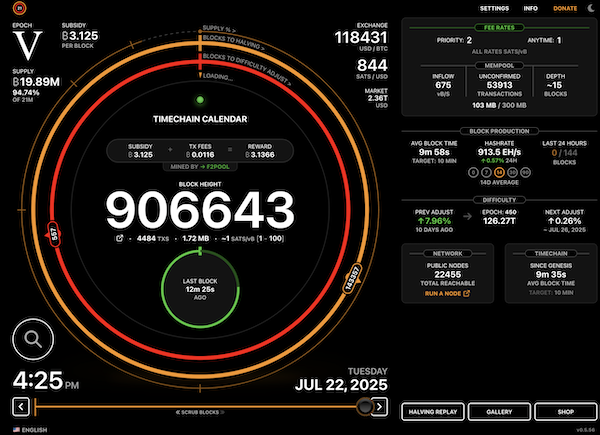 21
SETTINGS INFO DONATE
EPOCH
V
SUBSIDY
₿3.125
PER BLOCK
SUPPLY
₿19.89M
94.74%
OF 21M
SUPPLY % >
BLOCKS TO HALVING >
BLOCKS TO DIFFICULTY ADJUST >
LOADING...
EXCHANGE
118431
USD / BTC
844
SATS / USD
MARKET
2.36T
USD
TIMECHAIN CALENDAR
SUBSIDY + TX FEES = REWARD
₿3.125 ₿0.0116 ₿3.1366
MINED BY → F2POOL
BLOCK HEIGHT
906643
• 4484 TXS • 1.72 MB • ~1 SATS/vB [1 - 100]
LAST BLOCK
12m 25s
AGO
557
143357
4:25 PM
TUESDAY
JUL 22, 2025
< >
« SCRUB BLOCKS »
ENGLISH
FEE RATES
PRIORITY: 2 ANYTIME: 1
ALL RATES SATS/vB
MEMPOOL
INFLOW UNCONFIRMED DEPTH
675 53913 ~15
vB/S TRANSACTIONS BLOCKS
103 MB / 300 MB
BLOCK PRODUCTION
AVG BLOCK TIME HASHRATE LAST 24 HOURS
9m 58s 913.5 EH/s 0 / 144
TARGET: 10 MIN ↑0.57% 24H BLOCKS
0 7 14 30 90
14D AVERAGE
DIFFICULTY
PREV ADJUST → EPOCH: 450 NEXT ADJUST
↑7.96% 126.27T ↑0.26%
10 DAYS AGO ~ JUL 26, 2025
NETWORK
PUBLIC NODES
22455
TOTAL REACHABLE
RUN A NODE
TIMECHAIN
SINCE GENESIS
9m 35s
AVG BLOCK TIME
TARGET: 10 MIN
HALVING REPLAY GALLERY SHOP